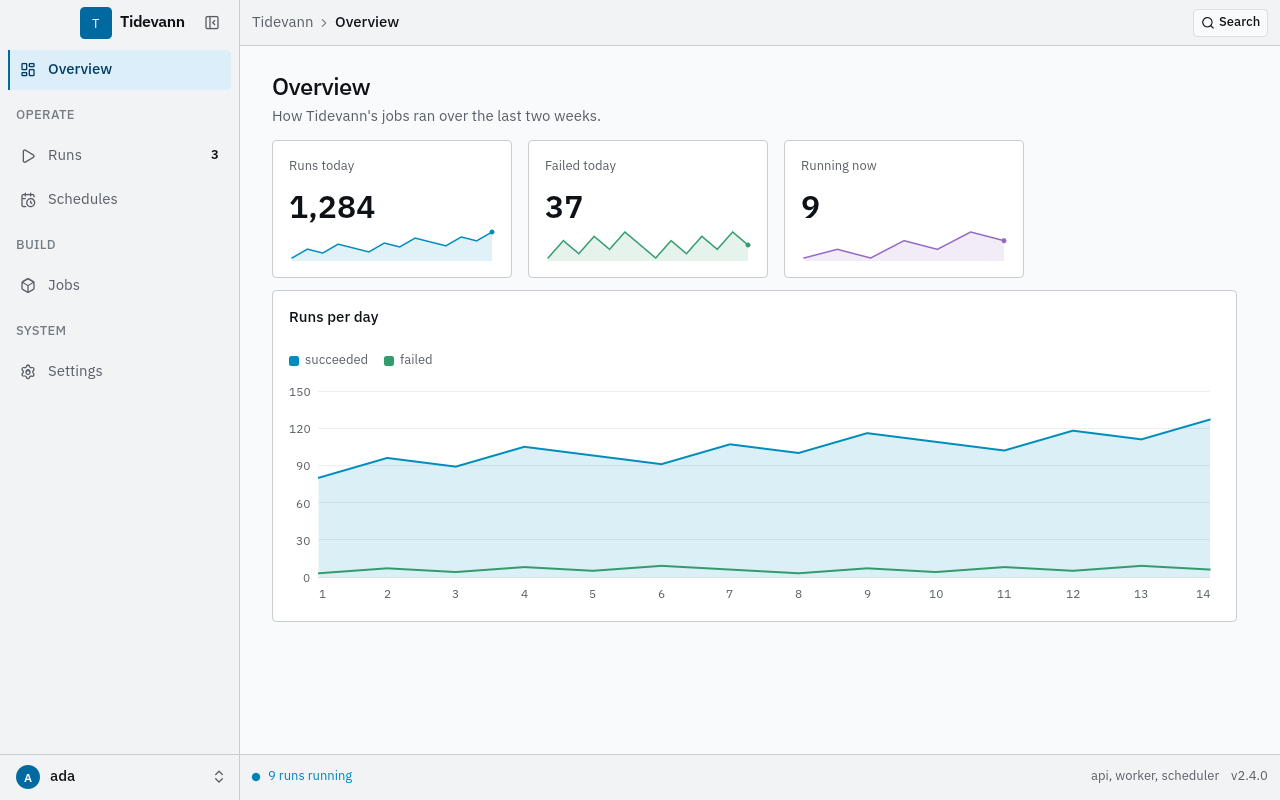 T Tidevann
Overview
OPERATE
Runs 3
Schedules
BUILD
Jobs
SYSTEM
Settings
A ada
Tidevann > Overview
Search
Overview
How Tidevann's jobs ran over the last two weeks.
Runs today
1,284
Failed today
37
Running now
9
Runs per day
succeeded failed
150
120
90
60
30
0
1 2 3 4 5 6 7 8 9 10 11 12 13 14
9 runs running
api, worker, scheduler v2.4.0